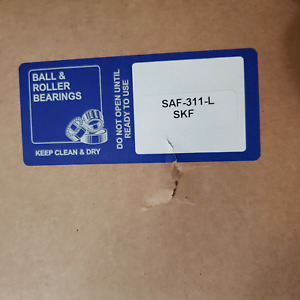 BALL &
ROLLER
BEARINGS
KEEP CLEAN & DRY
DO NOT OPEN UNTIL
READY TO USE
SAF-311-L
SKF